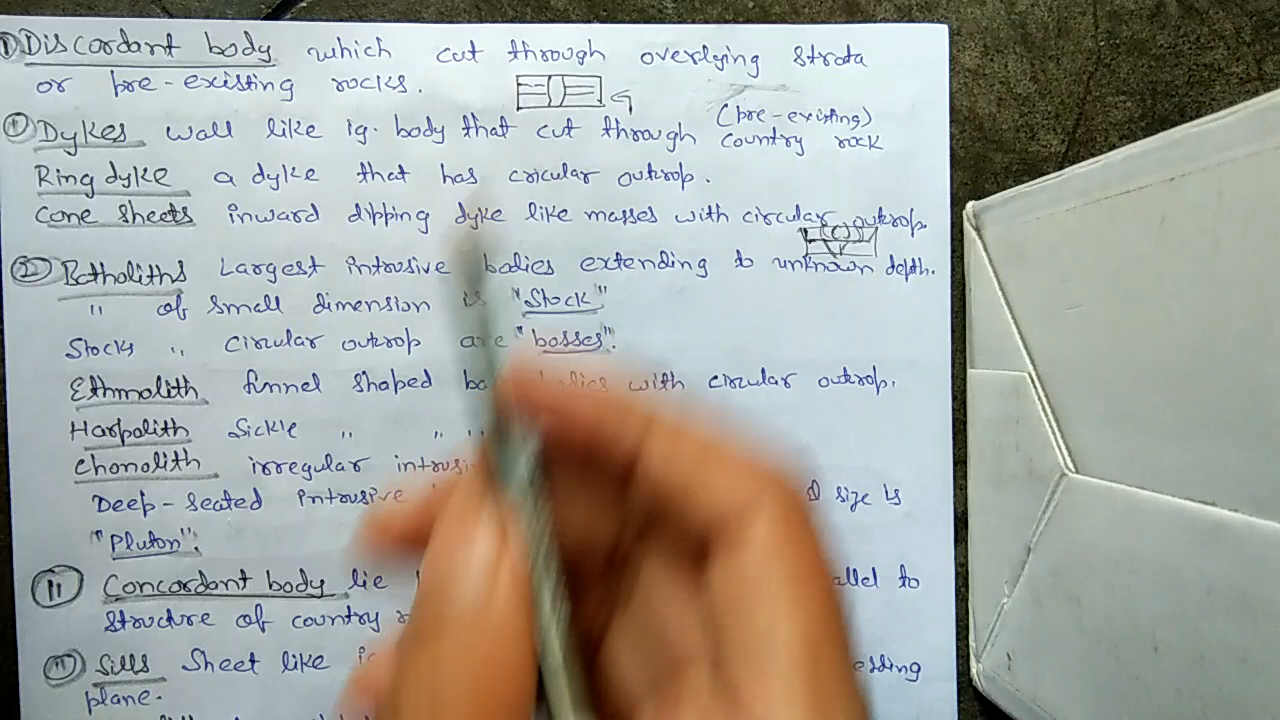 ① Discordant body which cut through overlying strata
or pre-existing rocks.
① Dykes wall like ig. body that cut through (pre-existing) country rock
Ring dyke a dyke that has circular outcrop.
Cone sheets inward dipping dyke like masses with circular outcrop.
② Batholiths Largest intrusive bodies extending to unknown depth.
" of small dimension is "Stock"
Stocks " circular outcrop are "bosses".
Ethmolith funnel shaped with circular outcrop.
Harpolith Sickle " " "
Chonolith irregular
Deep-seated intrusive size is
"Pluton".
⑪ Concordant body lie to
structure of country
⑪ Sills Sheet like
plane.